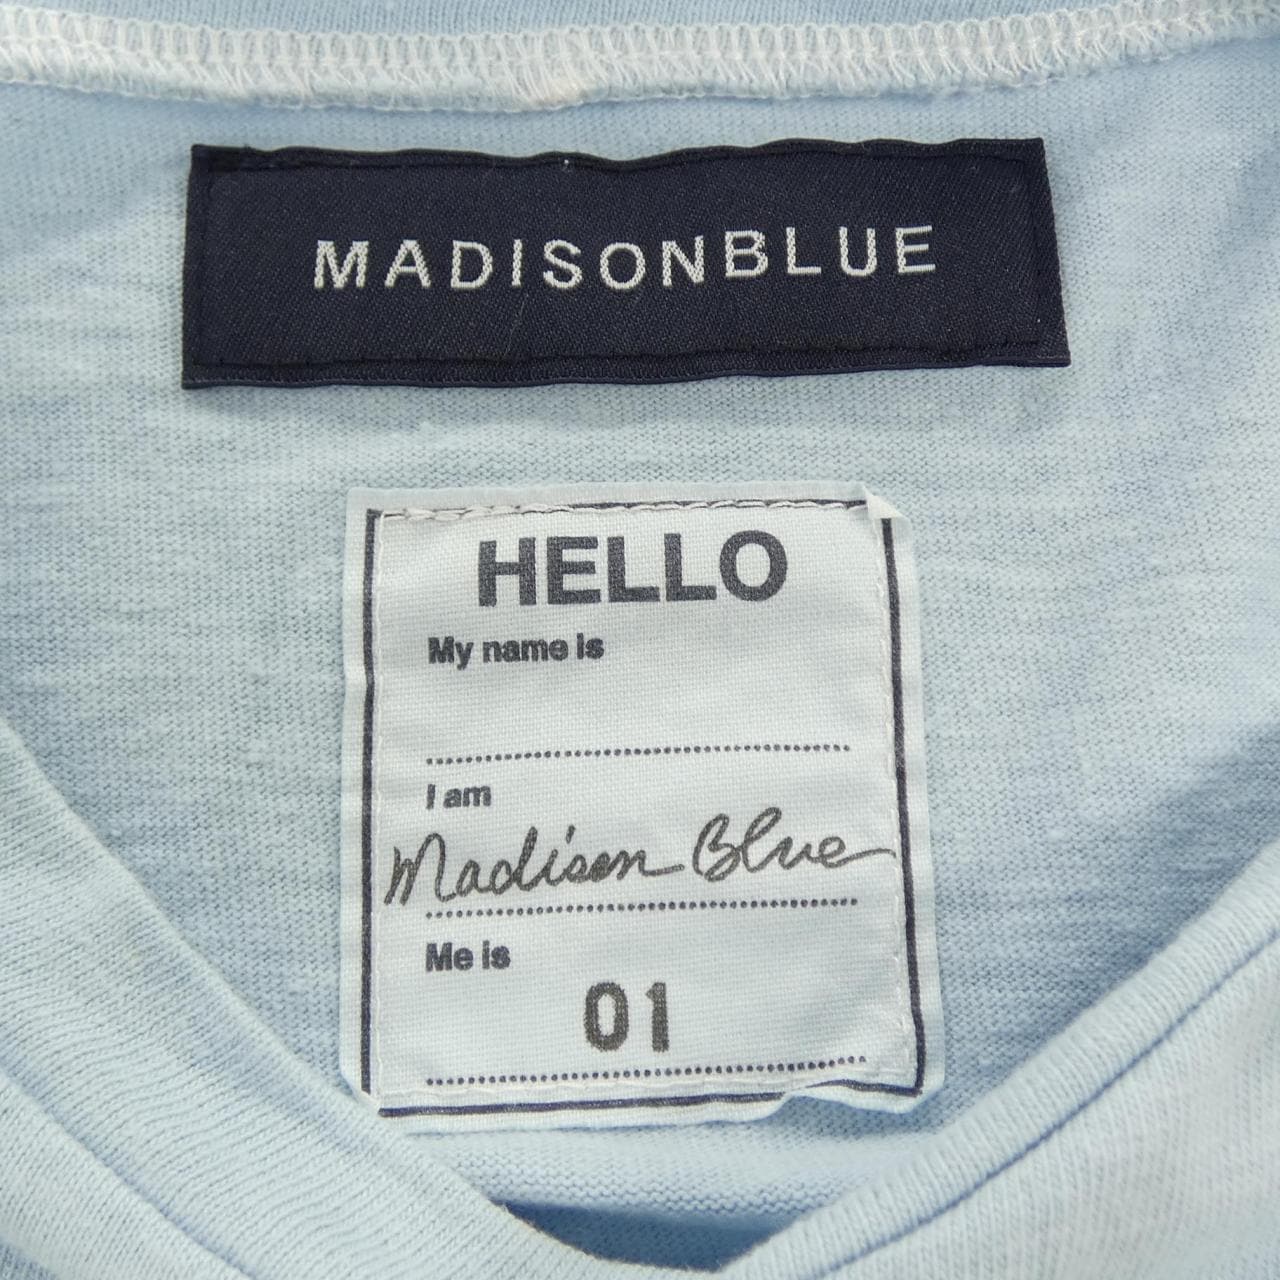 MADISONBLUE
HELLO
My name is
I am
Madison Blue
Me is
01